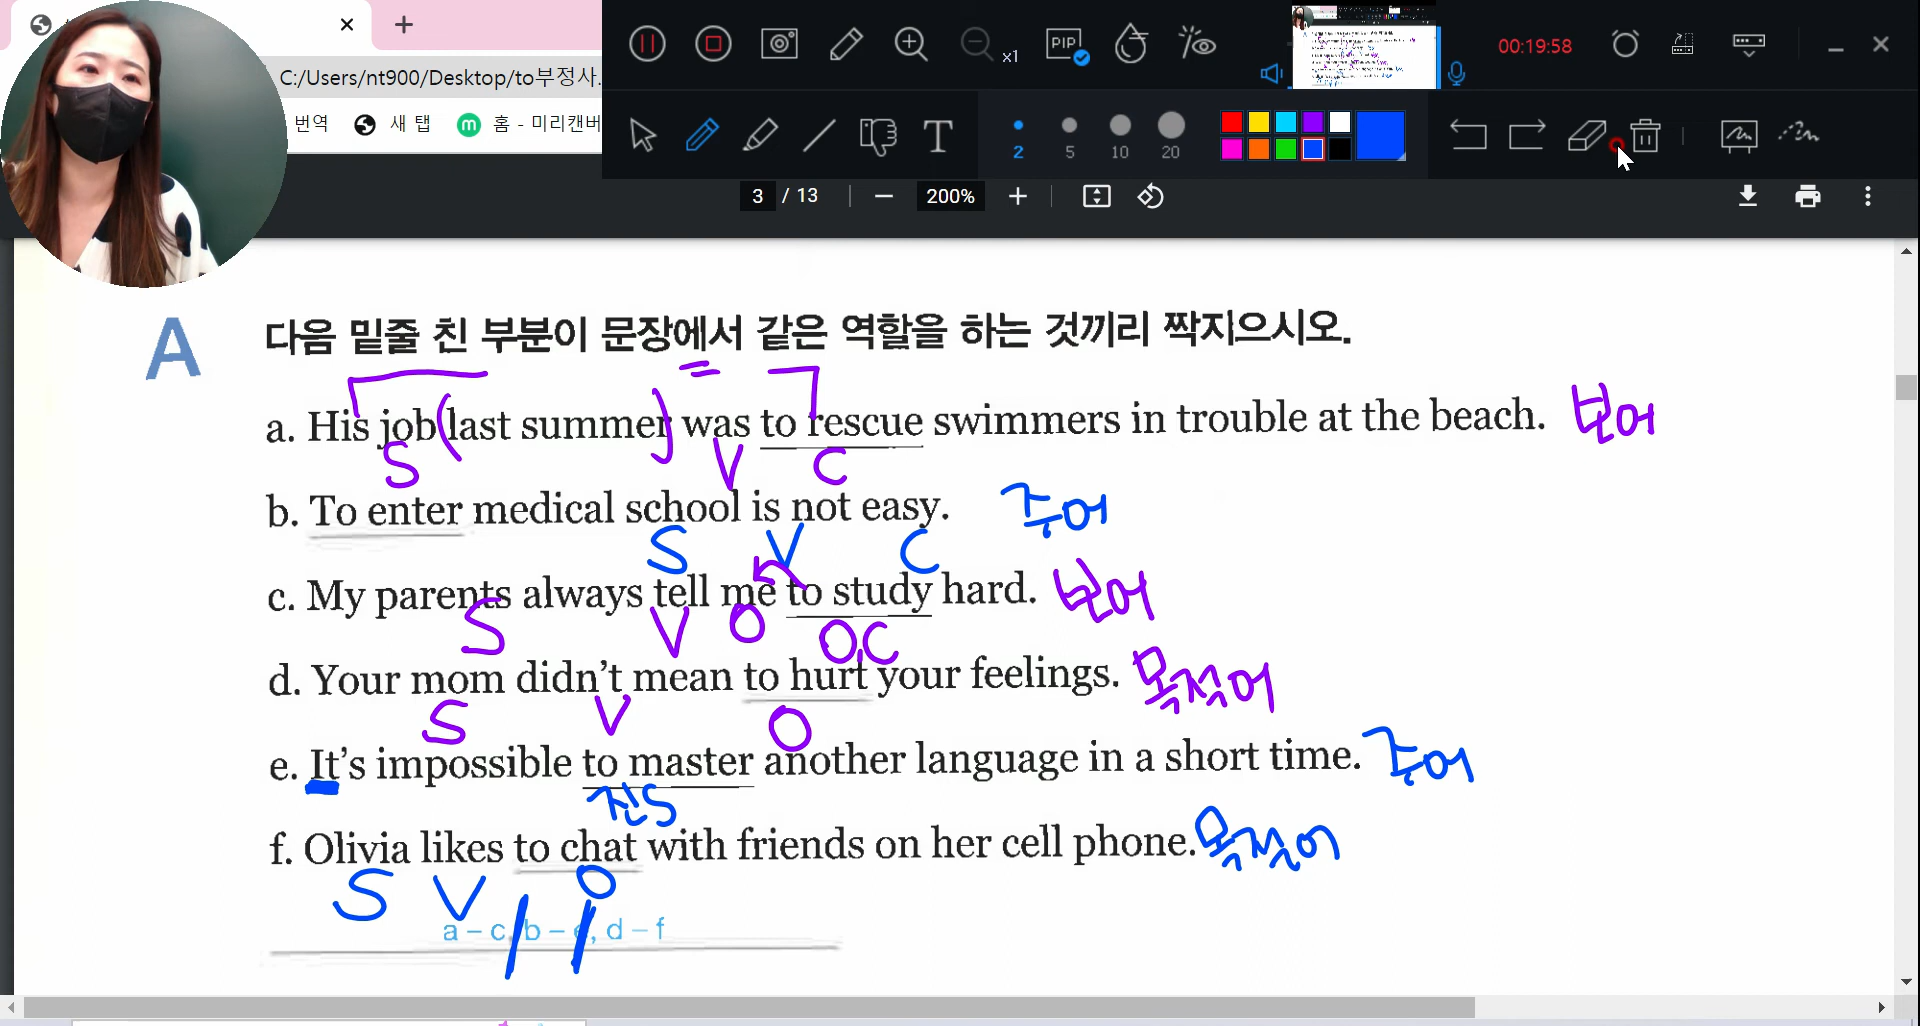 C:/Users/nt900/Desktop/to부정사.
번역 새 탭 m 홈 - 미리캔버
x1 PIP 00:19:58
T 2 5 10 20
3 / 13 200%
A 다음 밑줄 친 부분이 문장에서 같은 역할을 하는 것끼리 짝지으시오.
a. His job (last summer) was to rescue swimmers in trouble at the beach. 보어
S V C
b. To enter medical school is not easy. 주어
S V C
c. My parents always tell me to study hard. 보어
S V O O.C
d. Your mom didn't mean to hurt your feelings. 목적어
S V O
e. It's impossible to master another language in a short time. 주어
진S
f. Olivia likes to chat with friends on her cell phone. 목적어
S V O
a – c, b – e, d – f